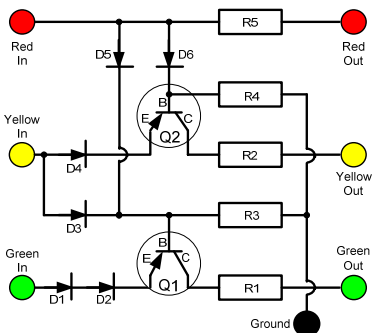 Red In
R5
Red Out
D5
D6
R4
B
Yellow In
E
C
Q2
D4
R2
Yellow Out
D3
R3
B
Green In
E
C
Q1
D1
D2
R1
Green Out
Ground